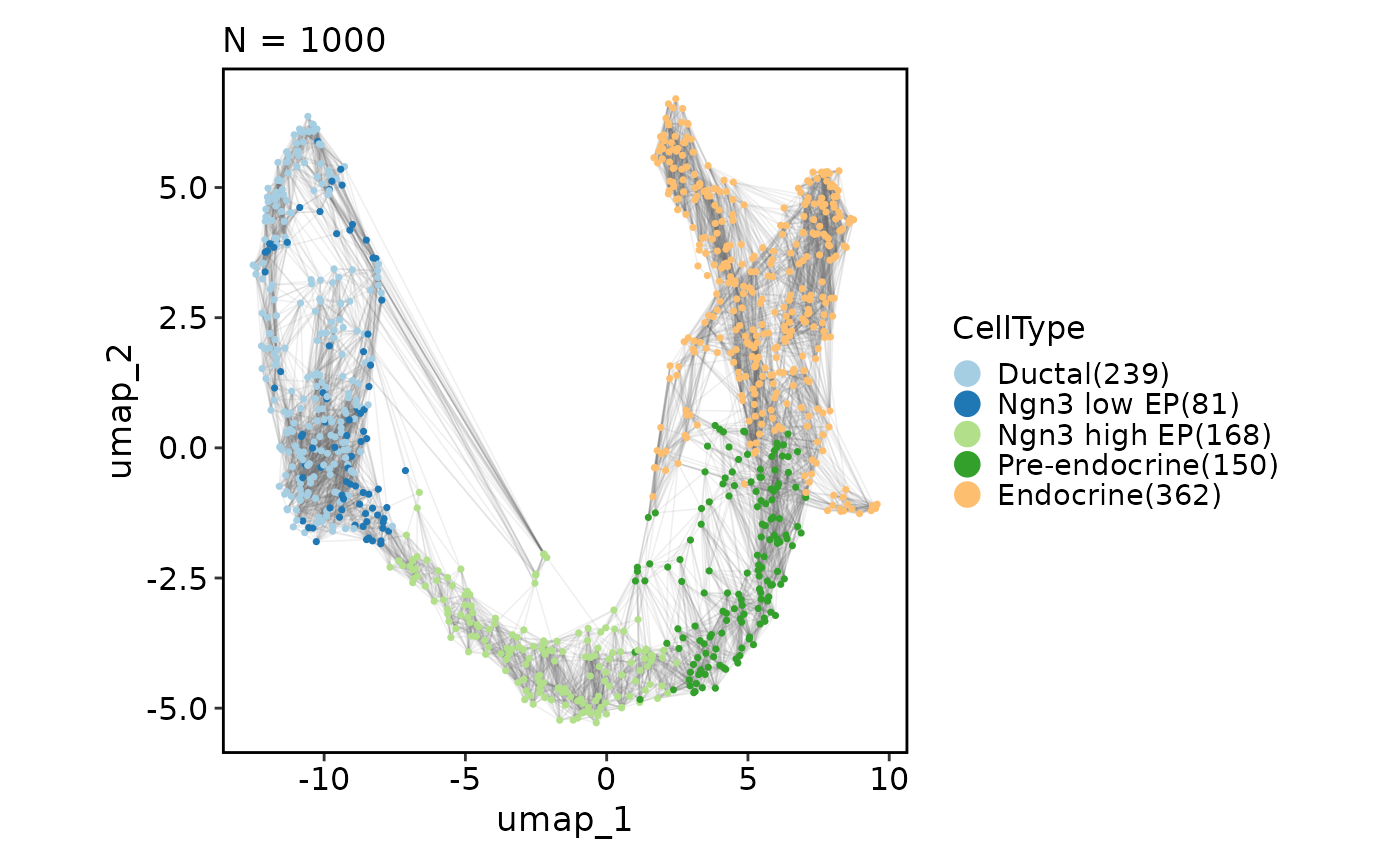 N = 1000
5.0
2.5
0.0
-2.5
-5.0
umap_2
-10
-5
0
5
10
umap_1
CellType
Ductal(239)
Ngn3 low EP(81)
Ngn3 high EP(168)
Pre-endocrine(150)
Endocrine(362)